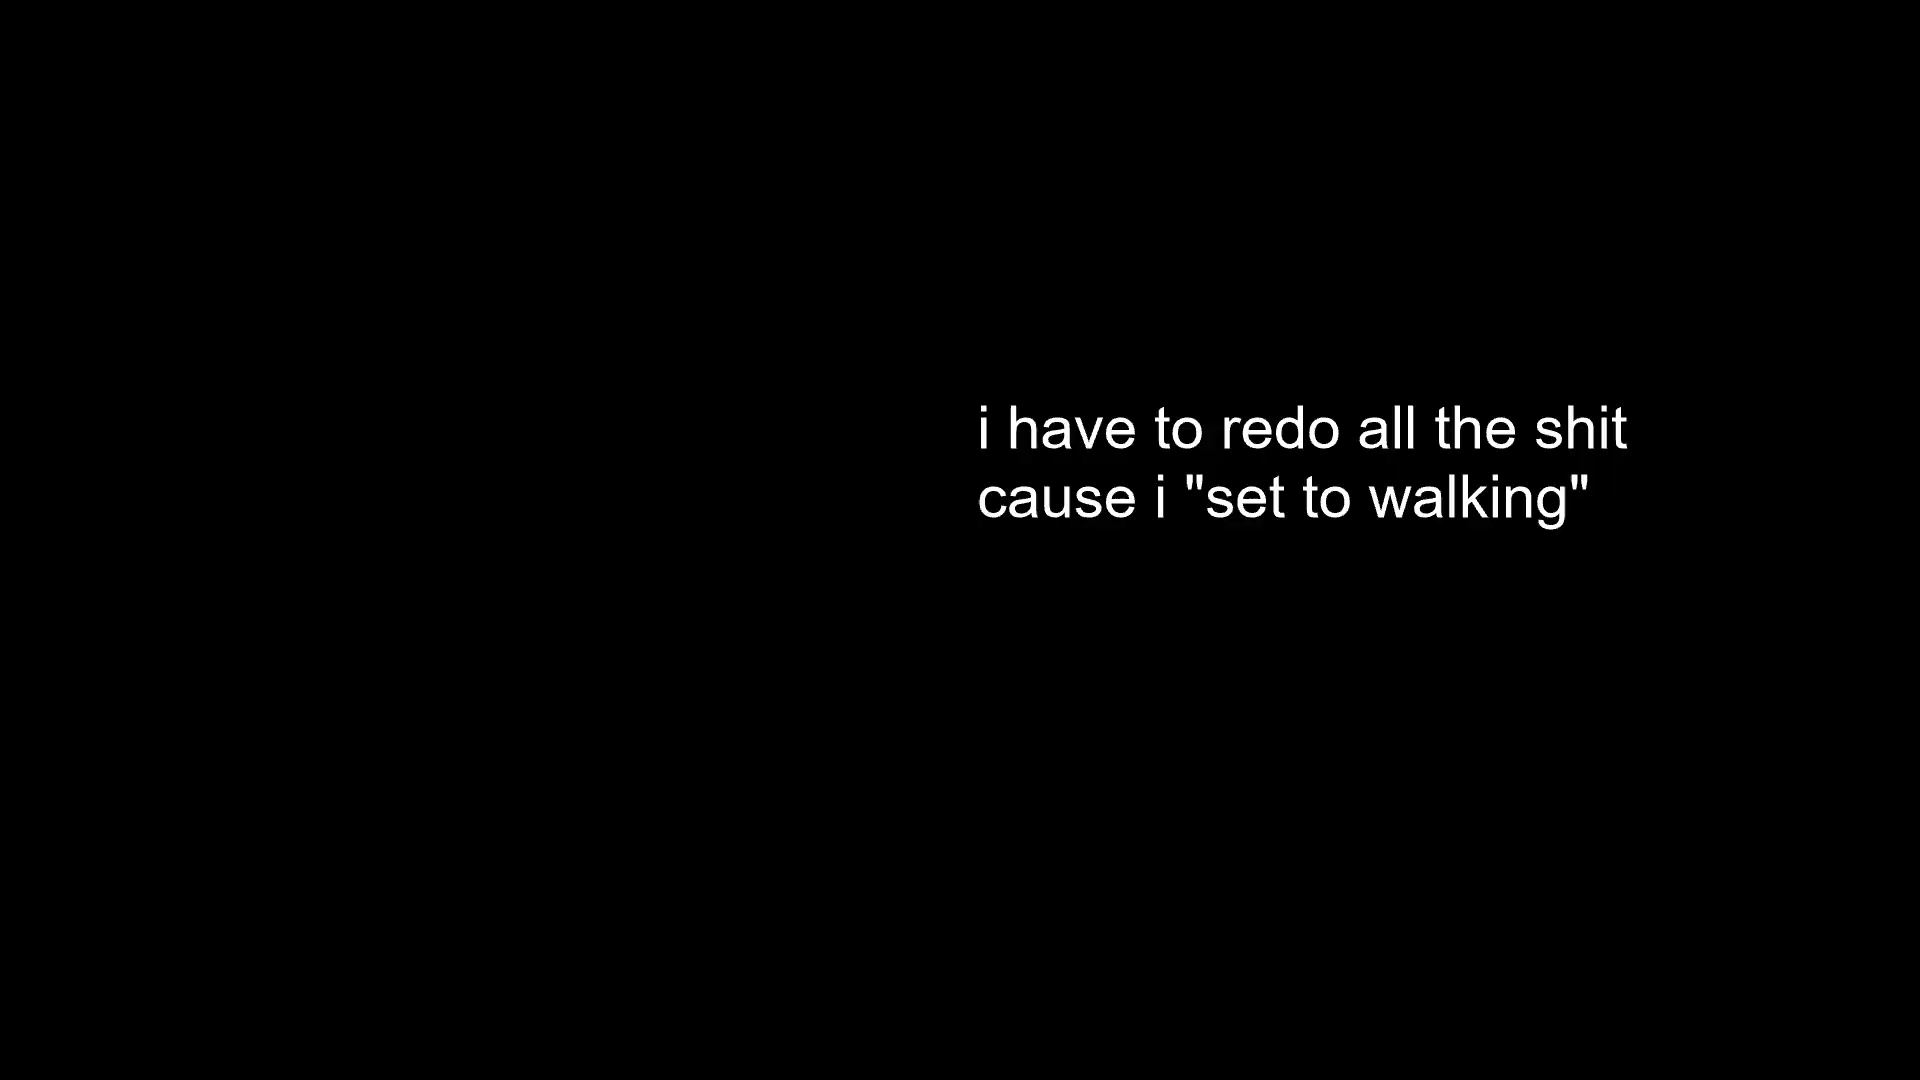 i have to redo all the shit
cause i "set to walking"